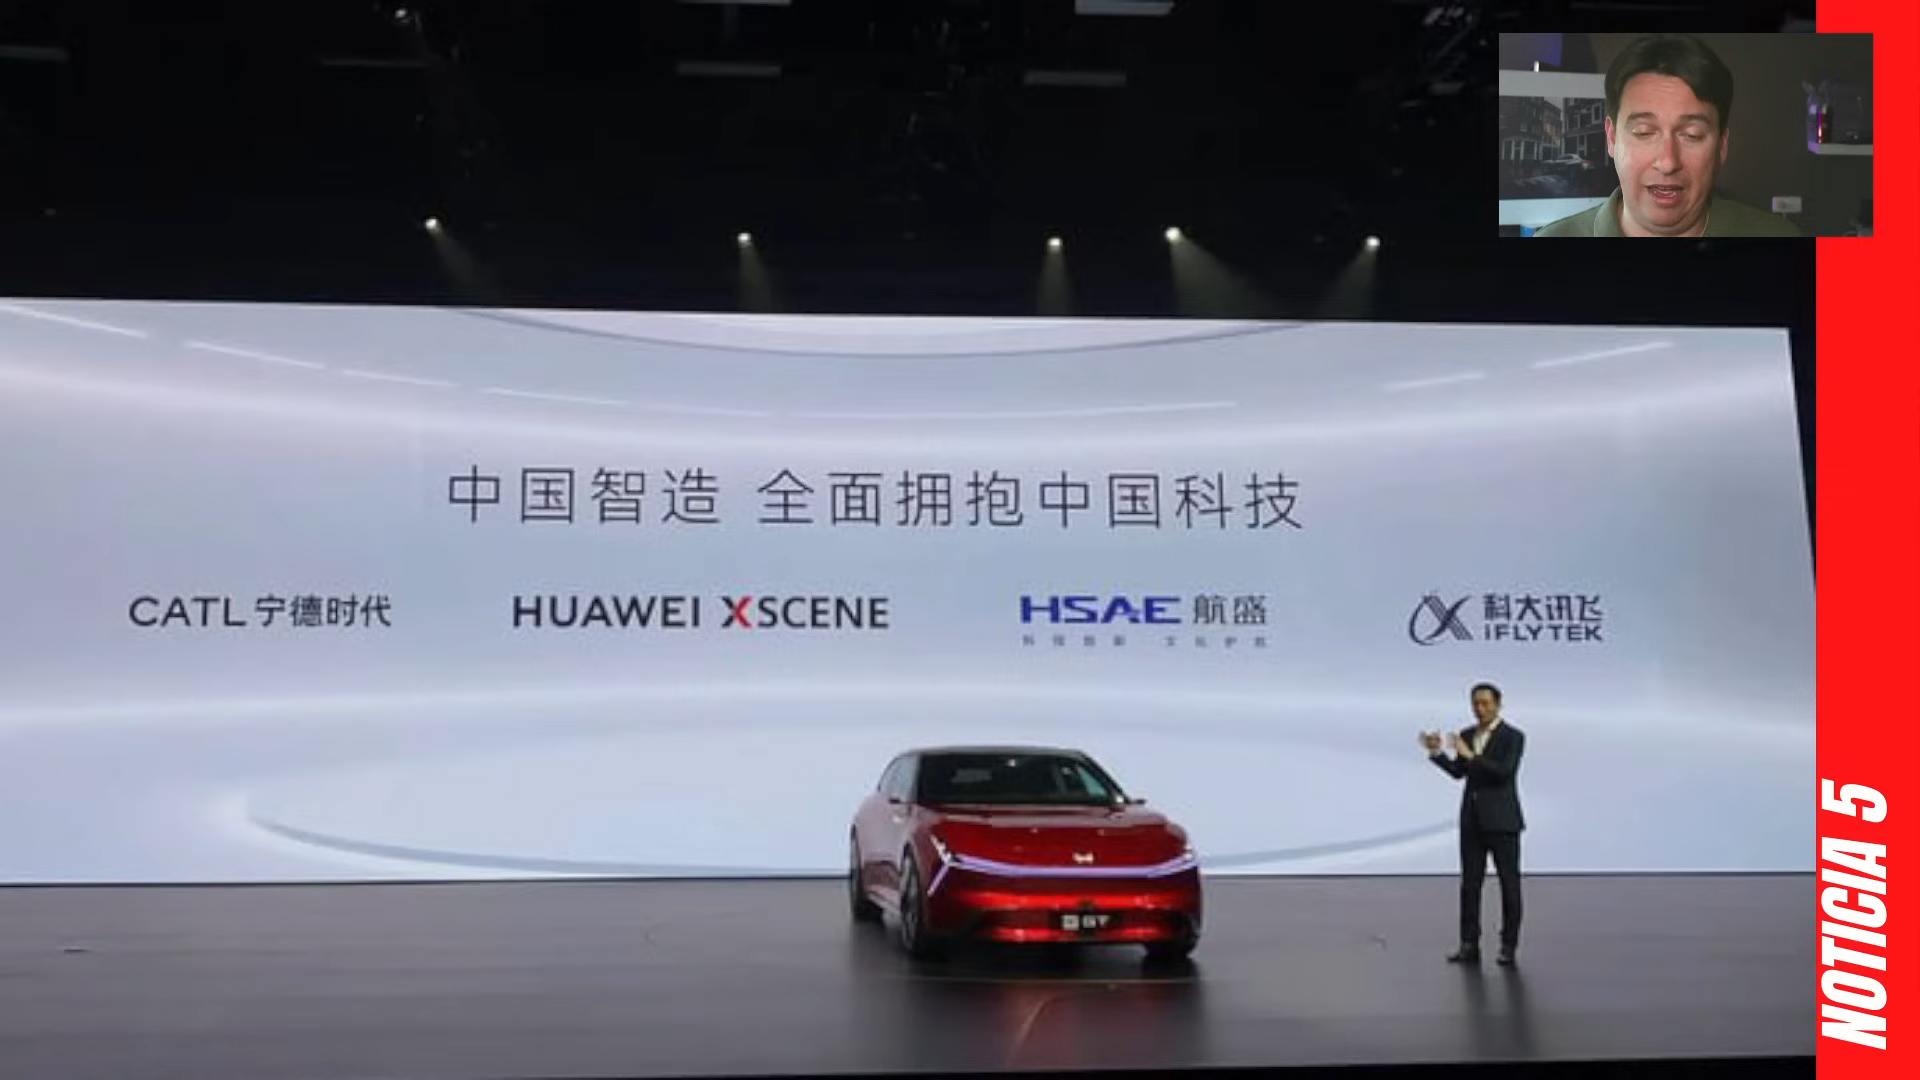 中国智造 全面拥抱中国科技
CATL 宁德时代
HUAWEI XSCENE
HSAE 航盛
科大讯飞
iFLYTEK
GT
NOTICIA 5